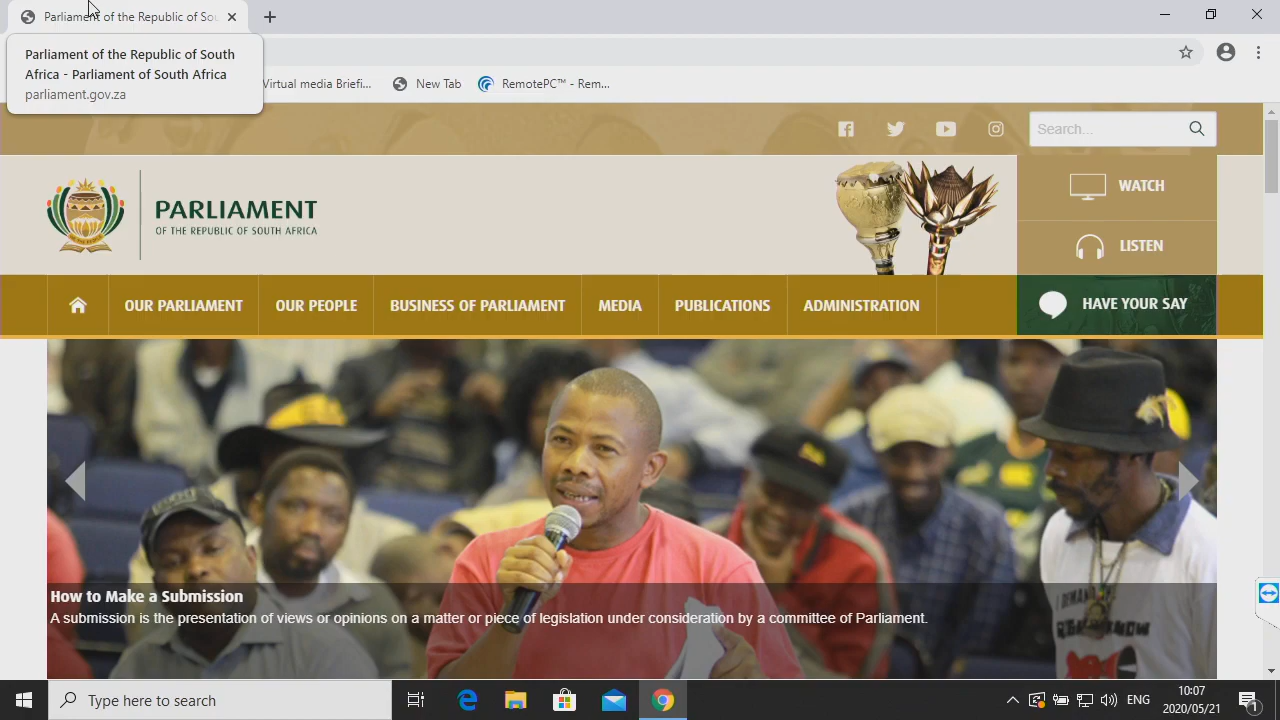 Parliament of the Republic of Sou
Parliament of the Republic of South
Africa - Parliament of South Africa
parliament.gov.za
Virtual media Briefi...
New Tab
RemotePC™ - Rem...
Search...
WATCH
PARLIAMENT
OF THE REPUBLIC OF SOUTH AFRICA
LISTEN
OUR PARLIAMENT
OUR PEOPLE
BUSINESS OF PARLIAMENT
MEDIA
PUBLICATIONS
ADMINISTRATION
HAVE YOUR SAY
How to Make a Submission
A submission is the presentation of views or opinions on a matter or piece of legislation under consideration by a committee of Parliament.
Type here to search
ENG
10:07
2020/05/21
1